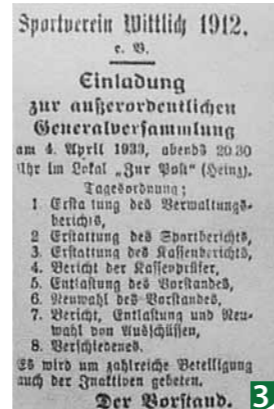 Sportverein Wittlich 1912.
e. V.
Einladung
zur außerordentlichen
Generalversammlung
am 4. April 1933, abends 20.30
Uhr im Lokal „Zur Post“ (Heinz).
Tagesordnung:
1 Ersta tung des Verwaltungs-
berichts,
2 Erstattung des Sportberichts,
3. Erstattung des Kassenberichts,
4. Bericht der Kassenprüfer,
5. Entlastung des Vorstandes,
6. Neuwahl des Vorstandes,
7. Bericht, Entlastung und Neu-
wahl von Ausschüssen,
8. Verschiedenes.
Es wird um zahlreiche Beteiligung
auch der Inaktiven gebeten.
Der Vorstand.
3